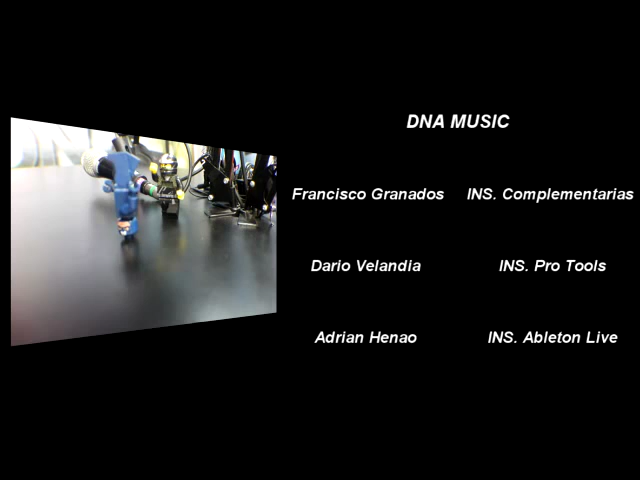 DNA MUSIC
Francisco Granados INS. Complementarias
Dario Velandia INS. Pro Tools
Adrian Henao INS. Ableton Live